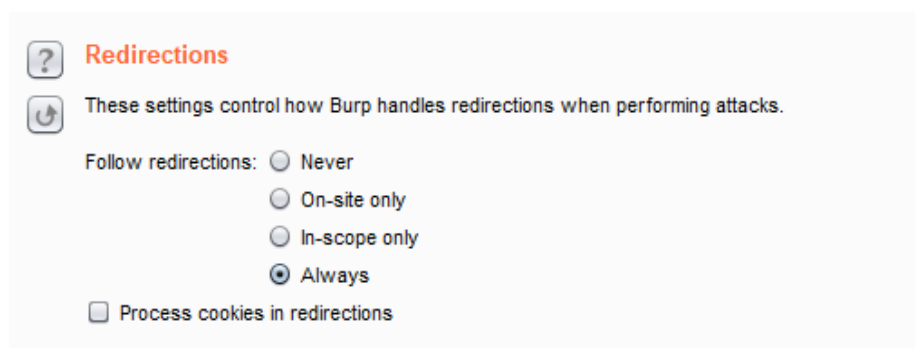 ?
Redirections
These settings control how Burp handles redirections when performing attacks.
Follow redirections: Never
On-site only
In-scope only
Always
Process cookies in redirections